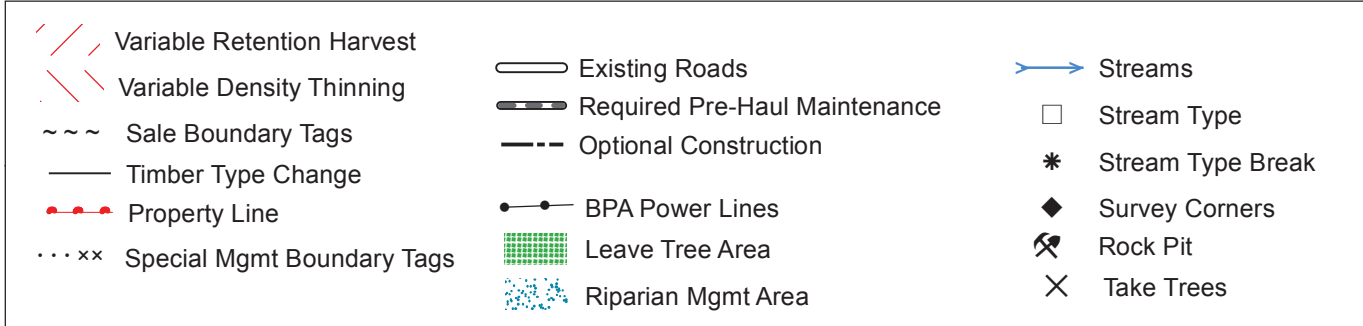 Variable Retention Harvest
Variable Density Thinning
Sale Boundary Tags
Timber Type Change
Property Line
Special Mgmt Boundary Tags
Existing Roads
Required Pre-Haul Maintenance
Optional Construction
BPA Power Lines
Leave Tree Area
Riparian Mgmt Area
Streams
Stream Type
Stream Type Break
Survey Corners
Rock Pit
Take Trees